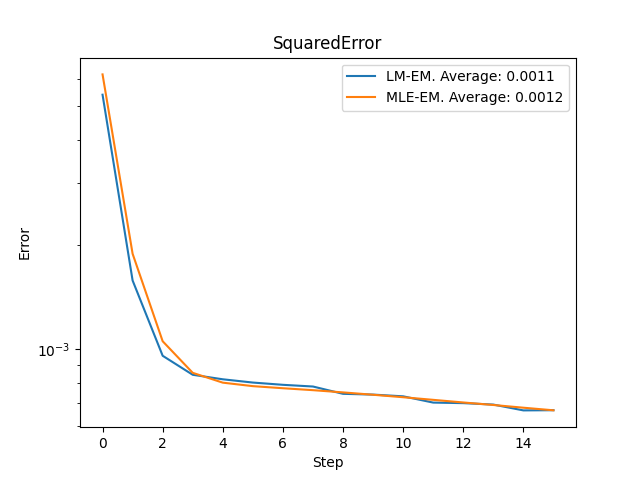 SquaredError
LM-EM. Average: 0.0011
MLE-EM. Average: 0.0012
Error
10⁻³
0 2 4 6 8 10 12 14
Step